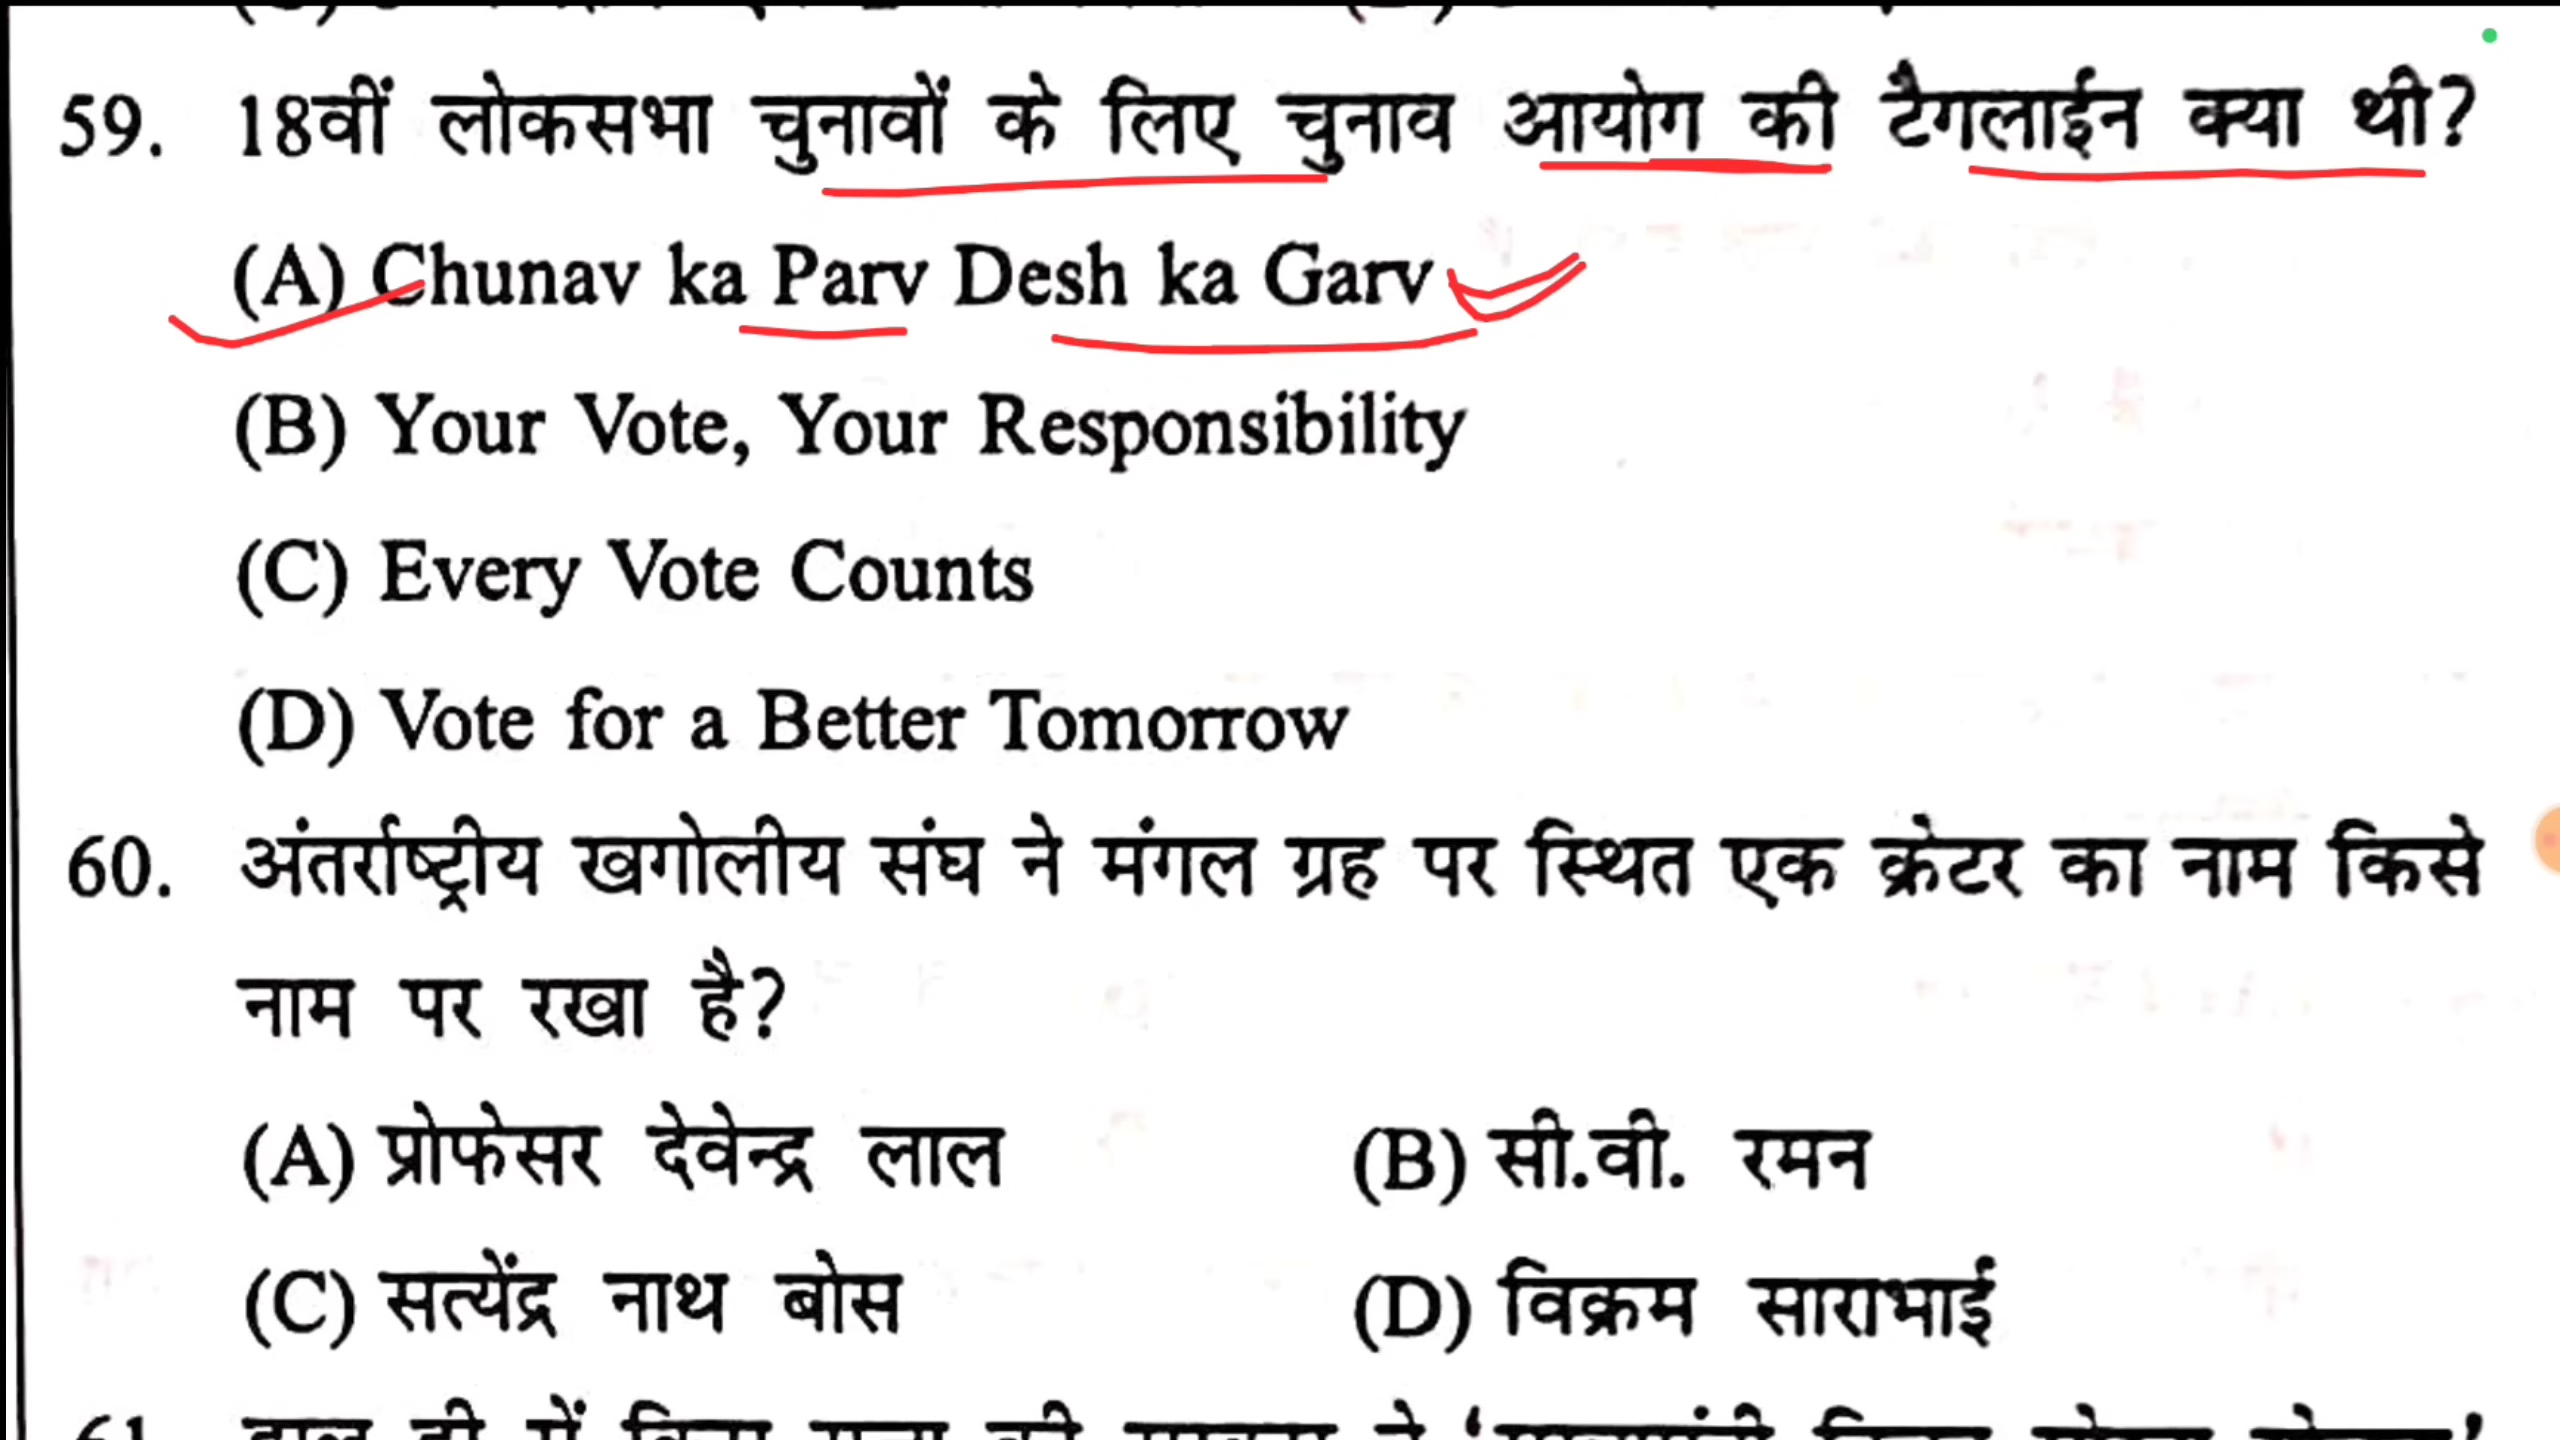 59. 18वीं लोकसभा चुनावों के लिए चुनाव आयोग की टैगलाईन क्या थी?
(A) Chunav ka Parv Desh ka Garv
(B) Your Vote, Your Responsibility
(C) Every Vote Counts
(D) Vote for a Better Tomorrow
60. अंतर्राष्ट्रीय खगोलीय संघ ने मंगल ग्रह पर स्थित एक क्रेटर का नाम किसे
नाम पर रखा है?
(A) प्रोफेसर देवेन्द्र लाल (B) सी.वी. रमन
(C) सत्येंद्र नाथ बोस (D) विक्रम साराभाई